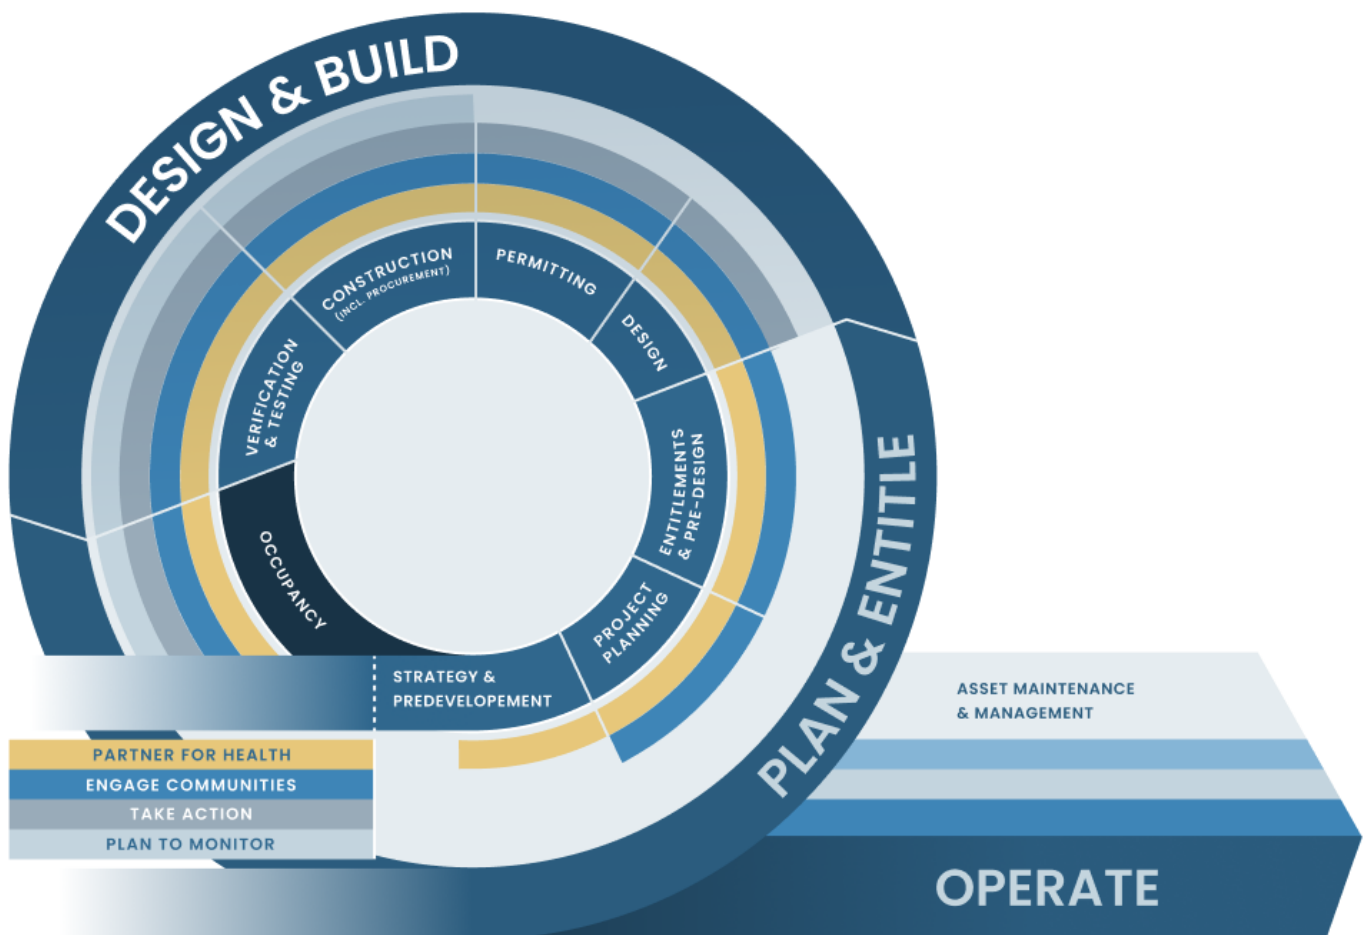 DESIGN & BUILD
CONSTRUCTION
(INCL. PROCUREMENT)
PERMITTING
DESIGN
VERIFICATION
& TESTING
ENTITLEMENTS
& PRE-DESIGN
OCCUPANCY
PROJECT
PLANNING
STRATEGY &
PREDEVELOPEMENT
PLAN & ENTITLE
ASSET MAINTENANCE
& MANAGEMENT
PARTNER FOR HEALTH
ENGAGE COMMUNITIES
TAKE ACTION
PLAN TO MONITOR
OPERATE